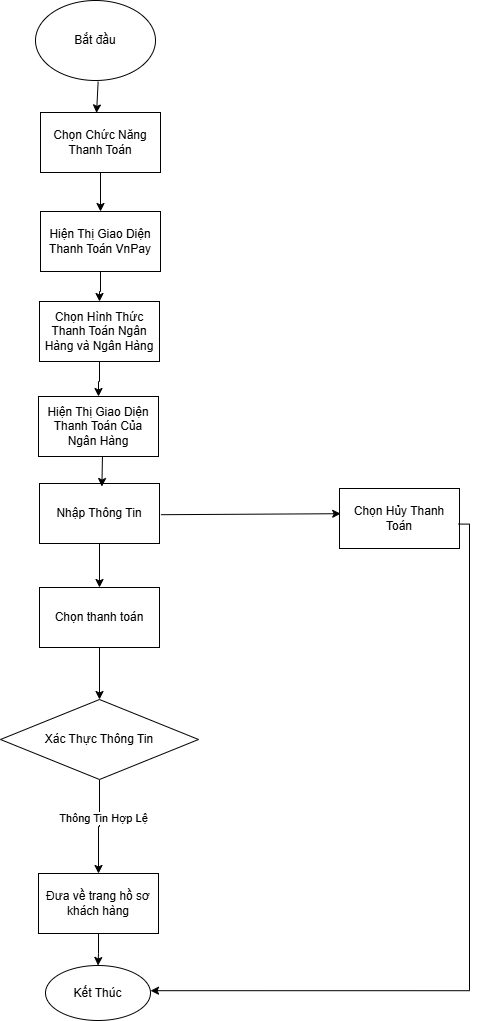 Bắt đầu
Chọn Chức Năng
Thanh Toán
Hiện Thị Giao Diện
Thanh Toán VnPay
Chọn Hình Thức
Thanh Toán Ngân
Hàng và Ngân Hàng
Hiện Thị Giao Diện
Thanh Toán Của
Ngân Hàng
Nhập Thông Tin
Chọn Hủy Thanh
Toán
Chọn thanh toán
Xác Thực Thông Tin
Thông Tin Hợp Lệ
Đưa về trang hồ sơ
khách hàng
Kết Thúc